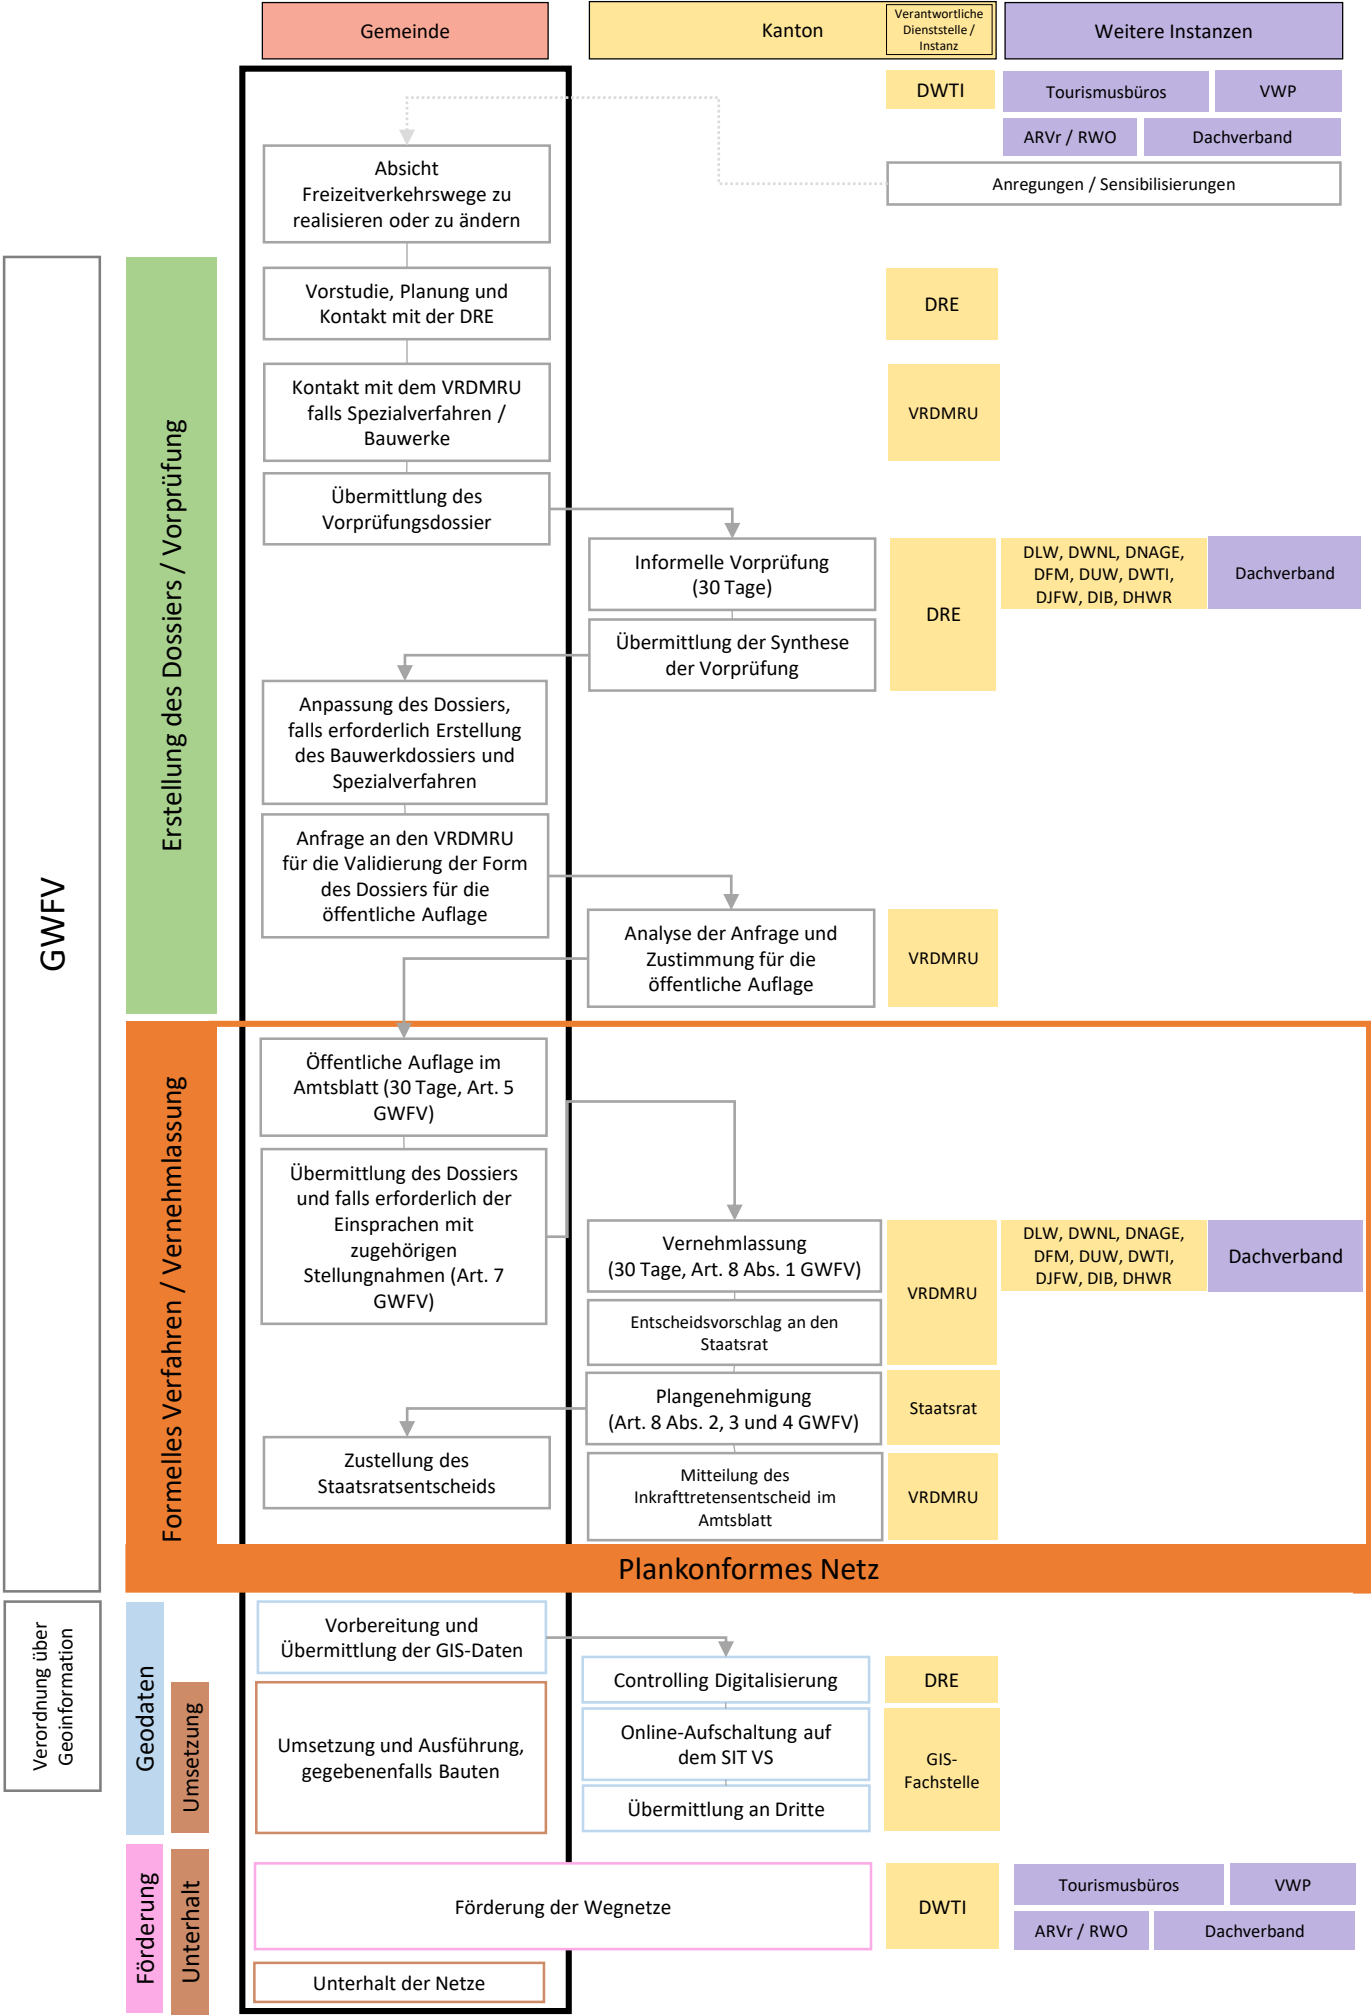 Gemeinde
Kanton
Verantwortliche
Dienststelle /
Instanz
Weitere Instanzen
DWTI
Tourismusbüros
VWP
ARVr / RWO
Dachverband
Anregungen / Sensibilisierungen
Absicht
Freizeitverkehrswege zu
realisieren oder zu ändern
GWFV
Erstellung des Dossiers / Vorprüfung
Vorstudie, Planung und
Kontakt mit der DRE
DRE
Kontakt mit dem VRDMRU
falls Spezialverfahren /
Bauwerke
VRDMRU
Übermittlung des
Vorprüfungsdossier
Informelle Vorprüfung
(30 Tage)
DRE
DLW, DWNL, DNAGE,
DFM, DUW, DWTI,
DJFW, DIB, DHWR
Dachverband
Übermittlung der Synthese
der Vorprüfung
Anpassung des Dossiers,
falls erforderlich Erstellung
des Bauwerkdossiers und
Spezialverfahren
Anfrage an den VRDMRU
für die Validierung der Form
des Dossiers für die
öffentliche Auflage
Analyse der Anfrage und
Zustimmung für die
öffentliche Auflage
VRDMRU
Formelles Verfahren / Vernehmlassung
Öffentliche Auflage im
Amtsblatt (30 Tage, Art. 5
GWFV)
Übermittlung des Dossiers
und falls erforderlich der
Einsprachen mit
zugehörigen
Stellungnahmen (Art. 7
GWFV)
Vernehmlassung
(30 Tage, Art. 8 Abs. 1 GWFV)
VRDMRU
DLW, DWNL, DNAGE,
DFM, DUW, DWTI,
DJFW, DIB, DHWR
Dachverband
Entscheidsvorschlag an den
Staatsrat
Plangenehmigung
(Art. 8 Abs. 2, 3 und 4 GWFV)
Staatsrat
Zustellung des
Staatsratsentscheids
Mitteilung des
Inkrafttretensentscheid im
Amtsblatt
VRDMRU
Plankonformes Netz
Verordnung über
Geoinformation
Geodaten
Umsetzung
Vorbereitung und
Übermittlung der GIS-Daten
Controlling Digitalisierung
DRE
Umsetzung und Ausführung,
gegebenenfalls Bauten
Online-Aufschaltung auf
dem SIT VS
GIS-
Fachstelle
Übermittlung an Dritte
Förderung
Unterhalt
Förderung der Wegnetze
DWTI
Tourismusbüros
VWP
ARVr / RWO
Dachverband
Unterhalt der Netze